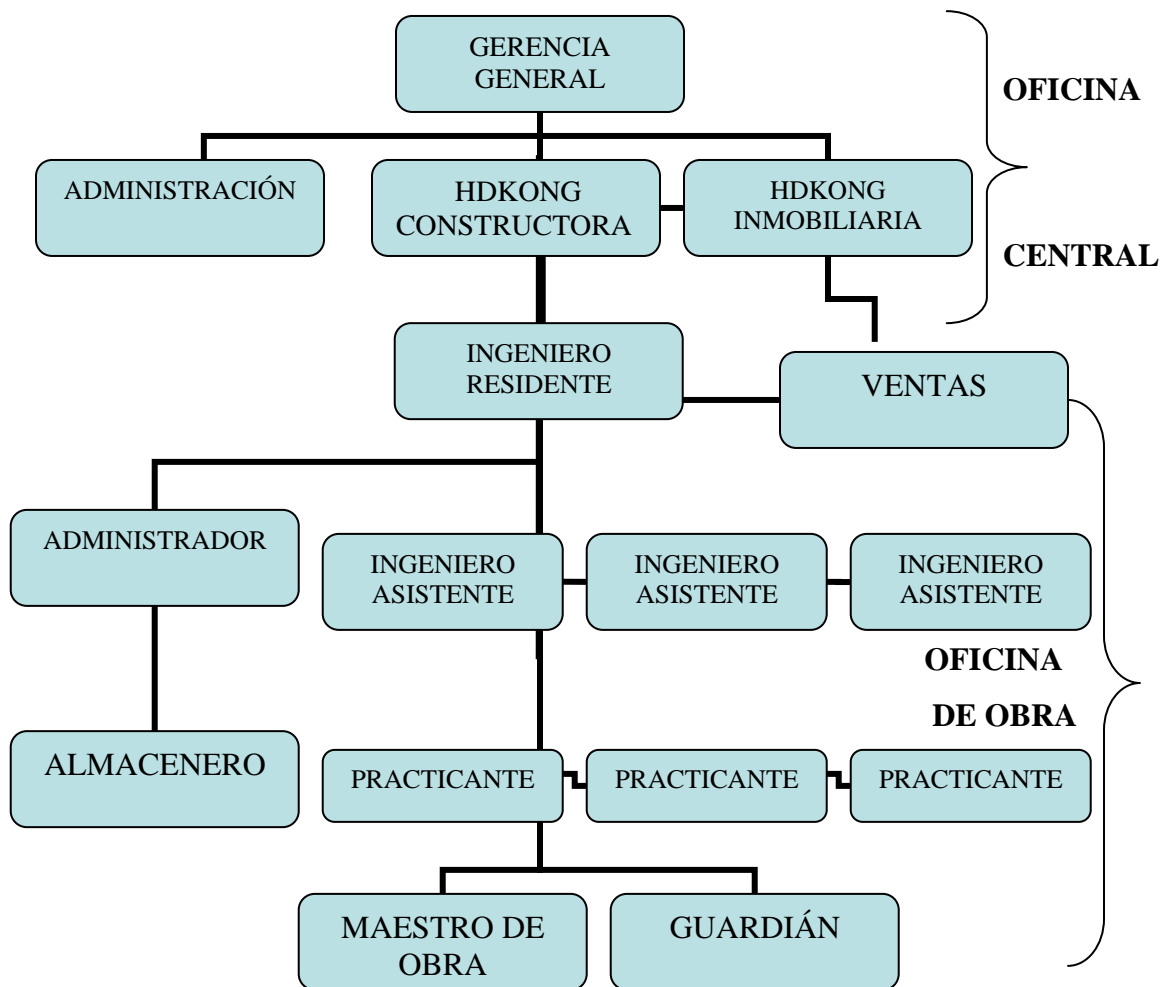 GERENCIA
GENERAL
OFICINA
CENTRAL
ADMINISTRACIÓN
HDKONG
CONSTRUCTORA
HDKONG
INMOBILIARIA
INGENIERO
RESIDENTE
VENTAS
ADMINISTRADOR
INGENIERO
ASISTENTE
INGENIERO
ASISTENTE
INGENIERO
ASISTENTE
OFICINA
DE OBRA
ALMACENERO
PRACTICANTE
PRACTICANTE
PRACTICANTE
MAESTRO DE
OBRA
GUARDIÁN